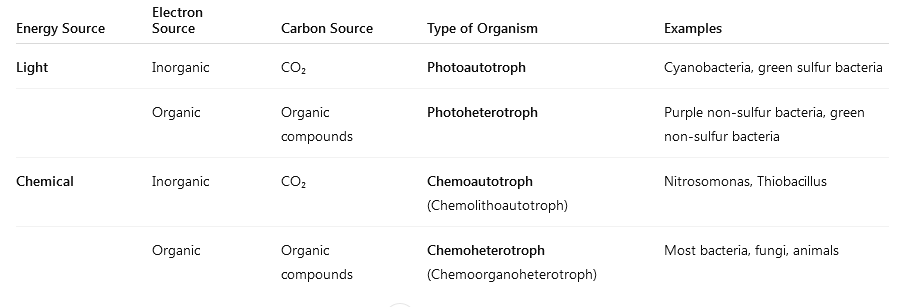 Energy Source Electron Source Carbon Source Type of Organism Examples
Light Inorganic CO₂ Photoautotroph Cyanobacteria, green sulfur bacteria
Organic Organic compounds Photoheterotroph Purple non-sulfur bacteria, green non-sulfur bacteria
Chemical Inorganic CO₂ Chemoautotroph (Chemolithoautotroph) Nitrosomonas, Thiobacillus
Organic Organic compounds Chemoheterotroph (Chemoorganoheterotroph) Most bacteria, fungi, animals